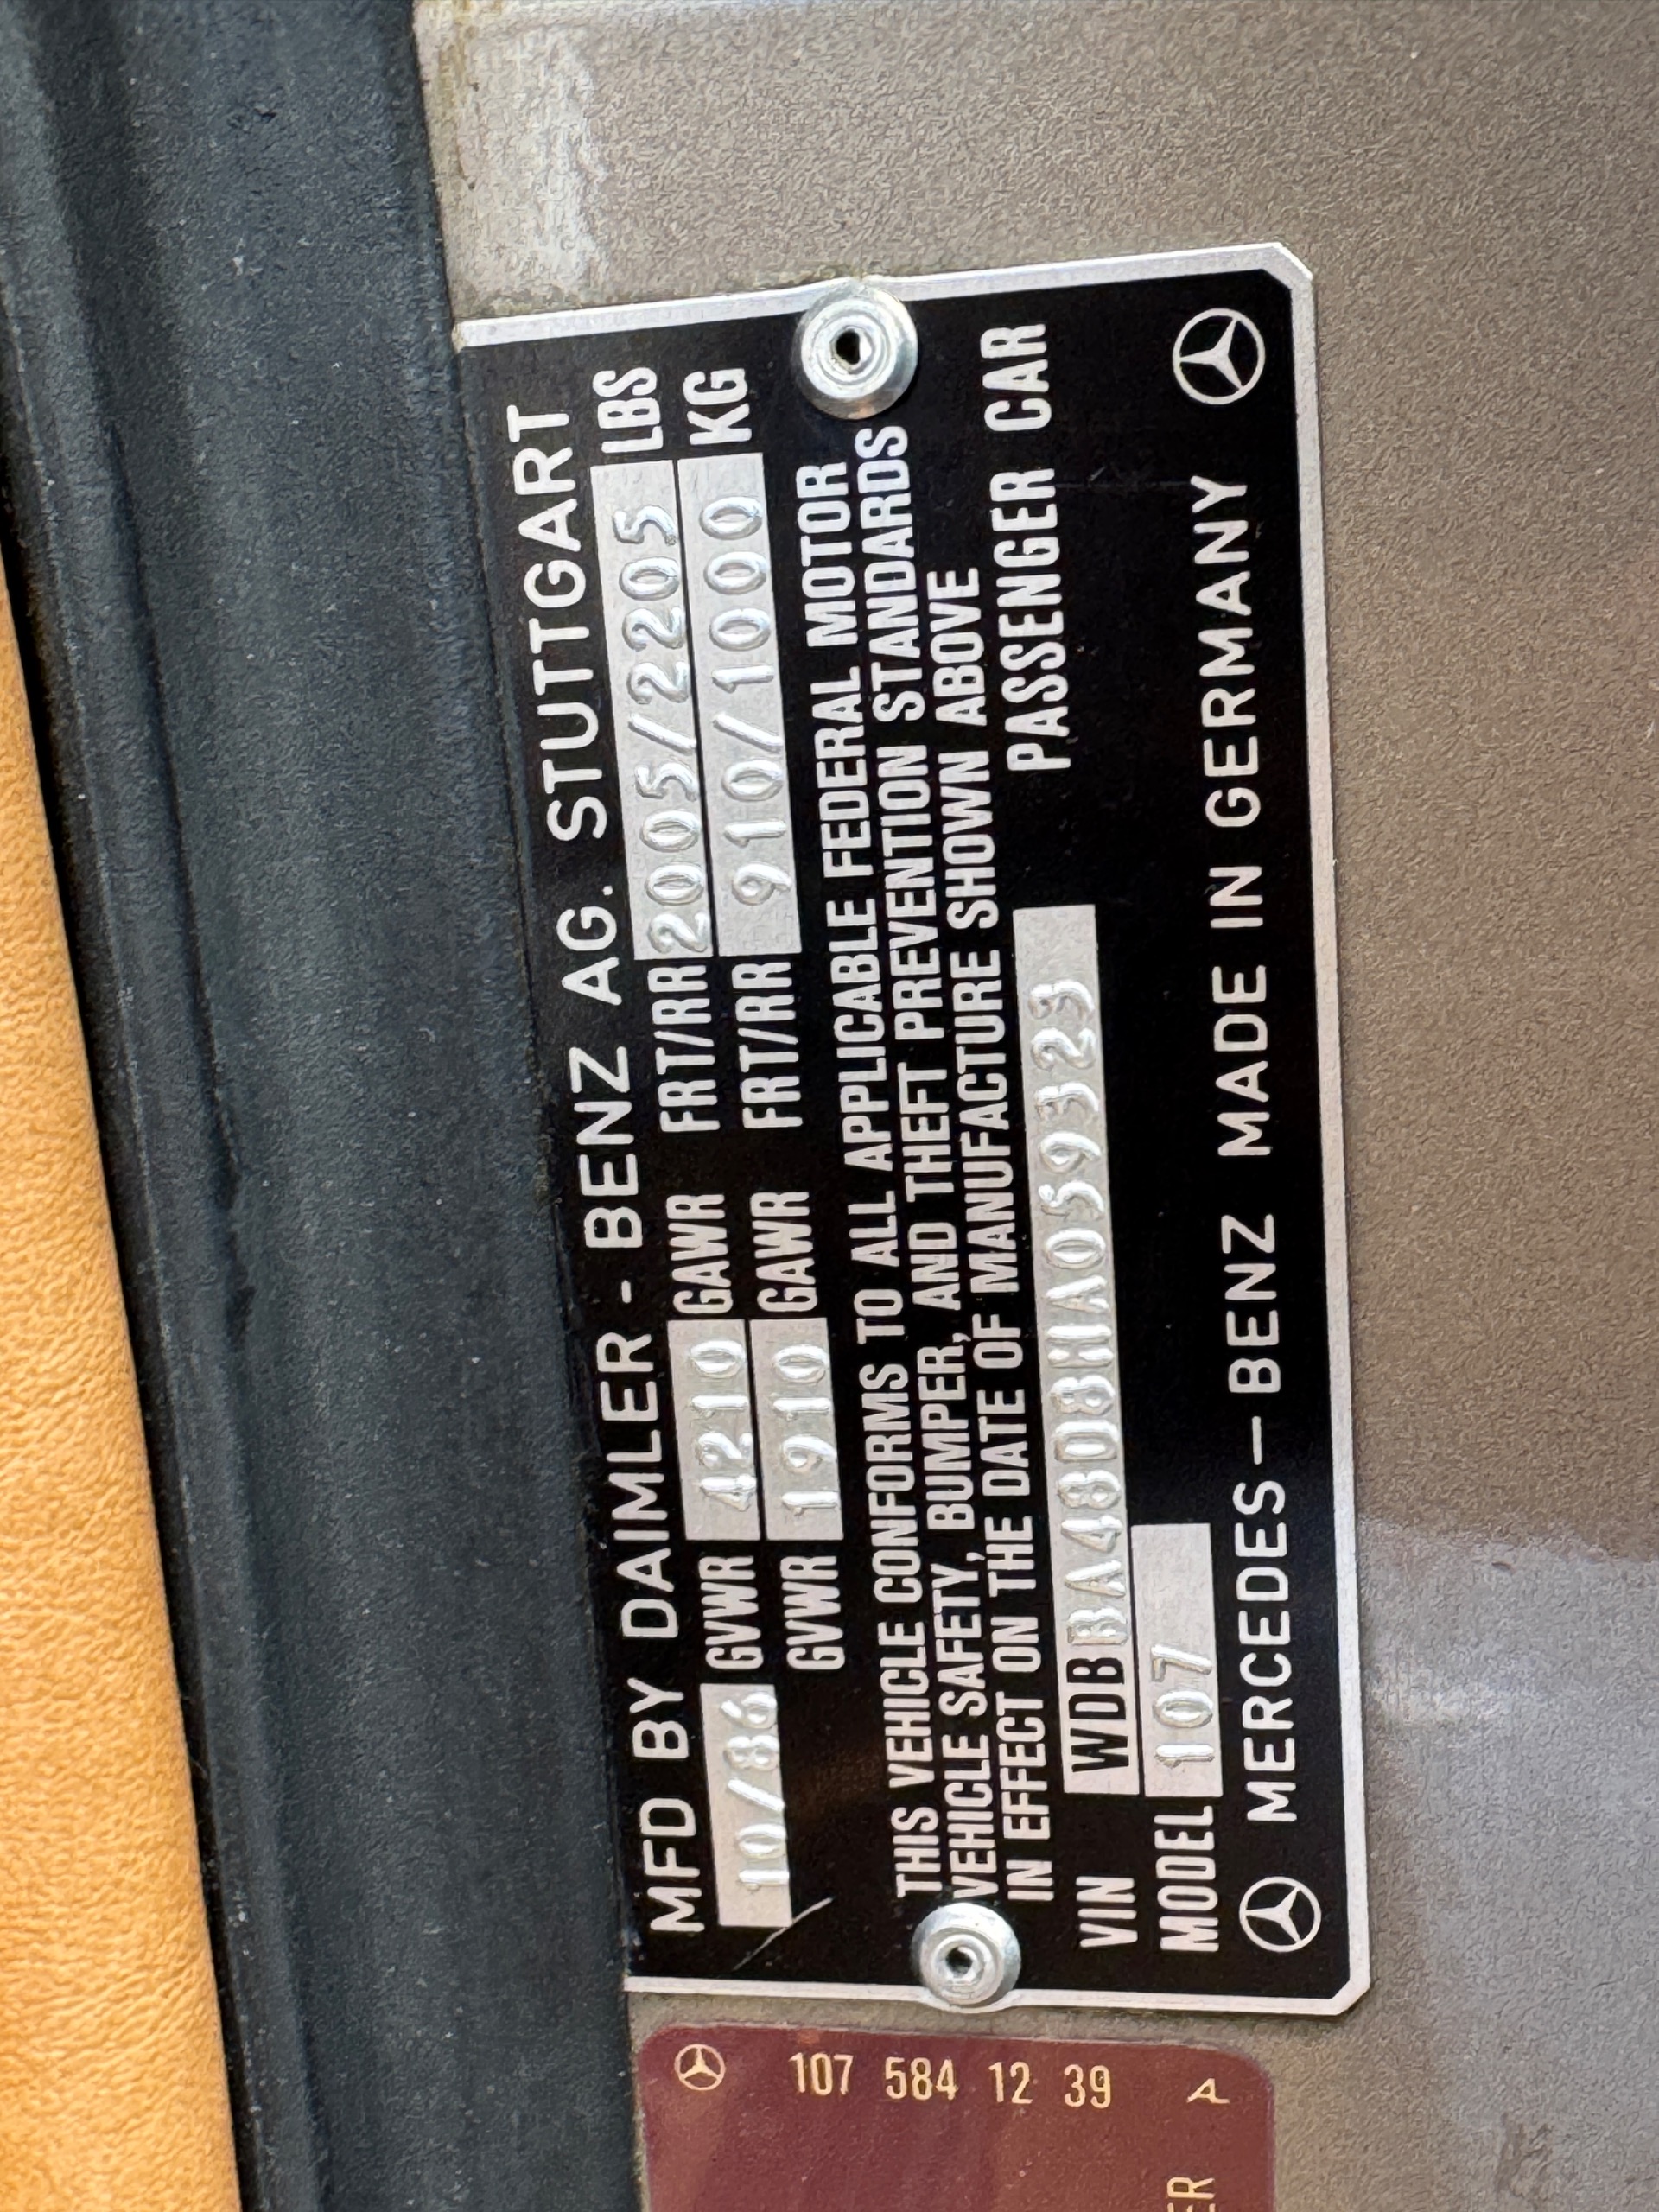 MFD BY DAIMLER - BENZ AG. STUTTGART
10/86 GVWR 4210 GAWR FRT/RR 2005/2205 LBS
GVWR 1910 GAWR FRT/RR 910/1000 KG
THIS VEHICLE CONFORMS TO ALL APPLICABLE FEDERAL MOTOR
VEHICLE SAFETY, BUMPER, AND THEFT PREVENTION STANDARDS
IN EFFECT ON THE DATE OF MANUFACTURE SHOWN ABOVE
VIN WDB BA48D8HA059323 PASSENGER CAR
MODEL 107
MERCEDES-BENZ MADE IN GERMANY
107 584 12 39 A